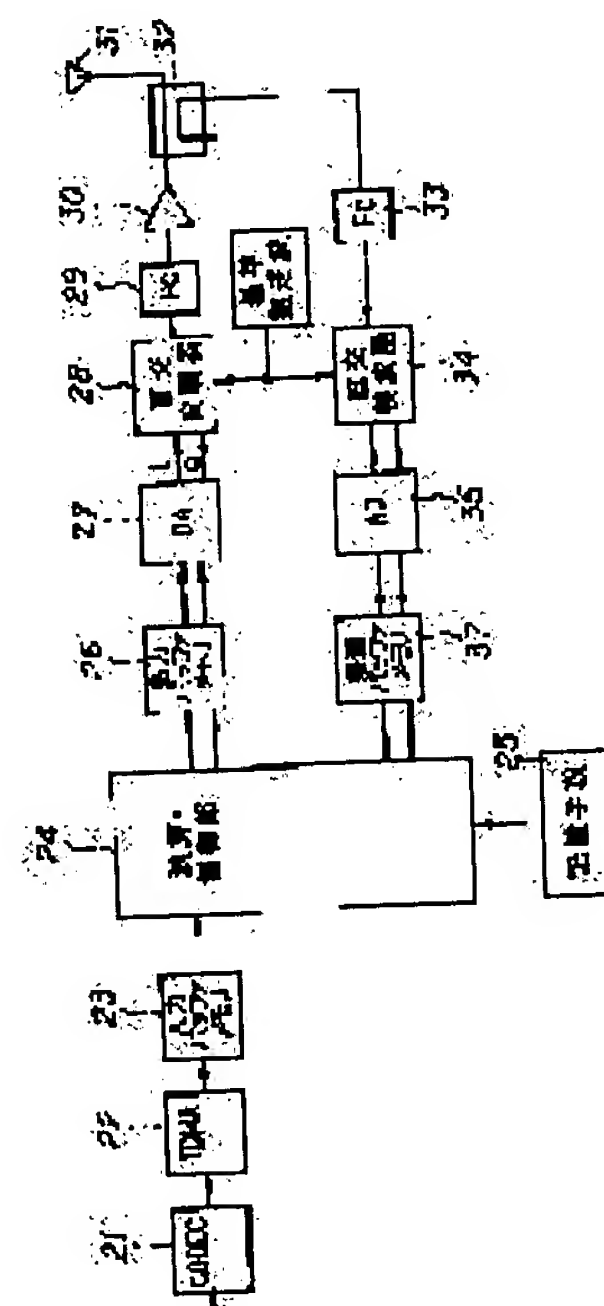 31
32
30
29
FC
28
直交
変調器
基準
発振器
FC
33
直交
検波器
34
I
Q
27
DA
AD
35
26
出力
バッファ
メモリ
帰還
バッファ
メモリ
37
24
演算・
制御部
25
記憶手段
23
入力
バッファ
メモリ
22
TDMA
21
CODEC